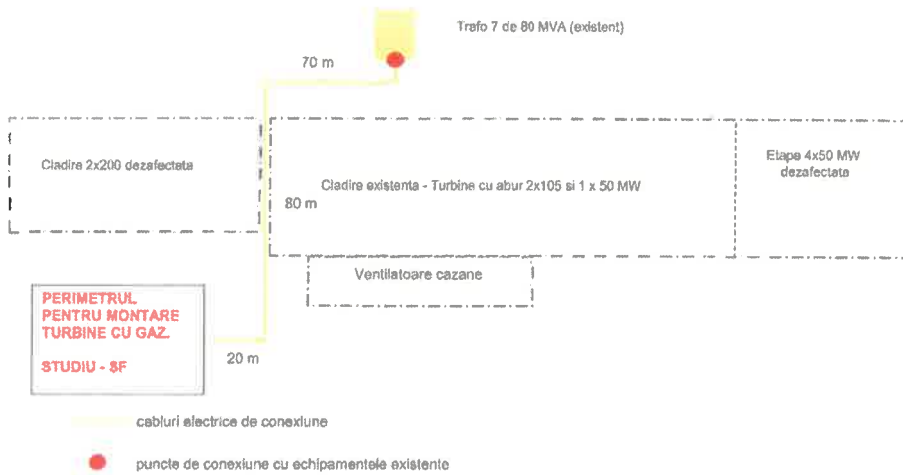 Trafo 7 de 80 MVA (existent)
70 m
Cladire 2x200 dezafectata
Cladire existenta - Turbine cu abur 2x105 si 1 x 50 MW
Etapa 4x50 MW
dezafectata
80 m
Ventilatoare cazane
PERIMETRUL
PENTRU MONTARE
TURBINE CU GAZ.
STUDIU - SF
20 m
cabluri electrice de conexiune
puncte de conexiune cu echipamentele existente